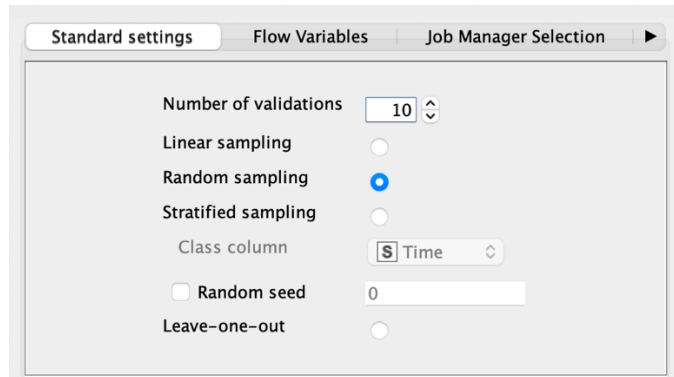 Standard settings Flow Variables Job Manager Selection
Number of validations 10
Linear sampling
Random sampling
Stratified sampling
Class column S Time
Random seed 0
Leave-one-out